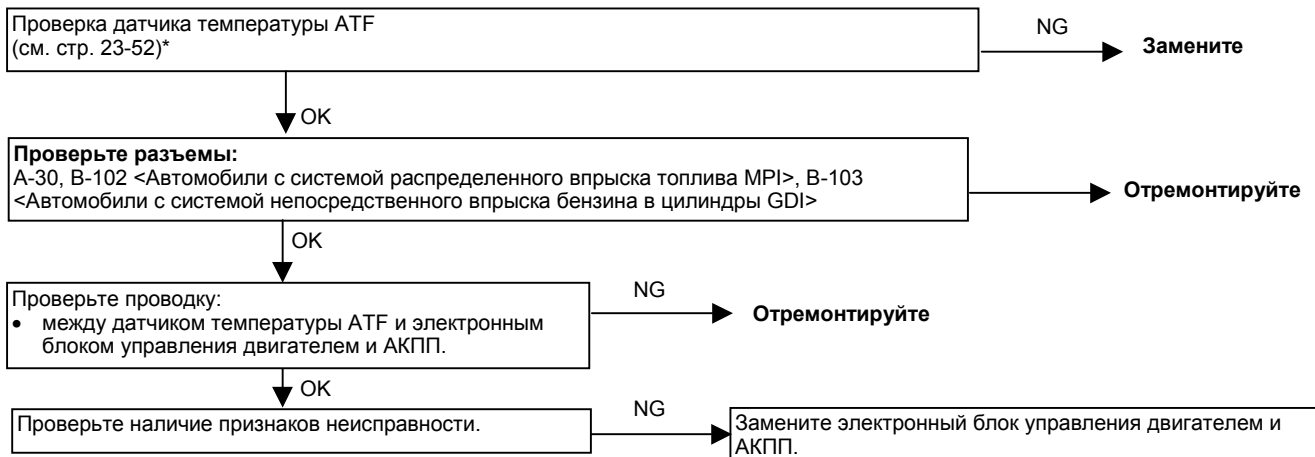 Проверка датчика температуры ATF
(см. стр. 23-52)*
NG
Замените
OK
Проверьте разъемы:
A-30, B-102 <Автомобили с системой распределенного впрыска топлива MPI>, B-103
<Автомобили с системой непосредственного впрыска бензина в цилиндры GDI>
Отремонтируйте
OK
Проверьте проводку:
• между датчиком температуры ATF и электронным
блоком управления двигателем и АКПП.
NG
Отремонтируйте
OK
Проверьте наличие признаков неисправности.
NG
Замените электронный блок управления двигателем и
АКПП.